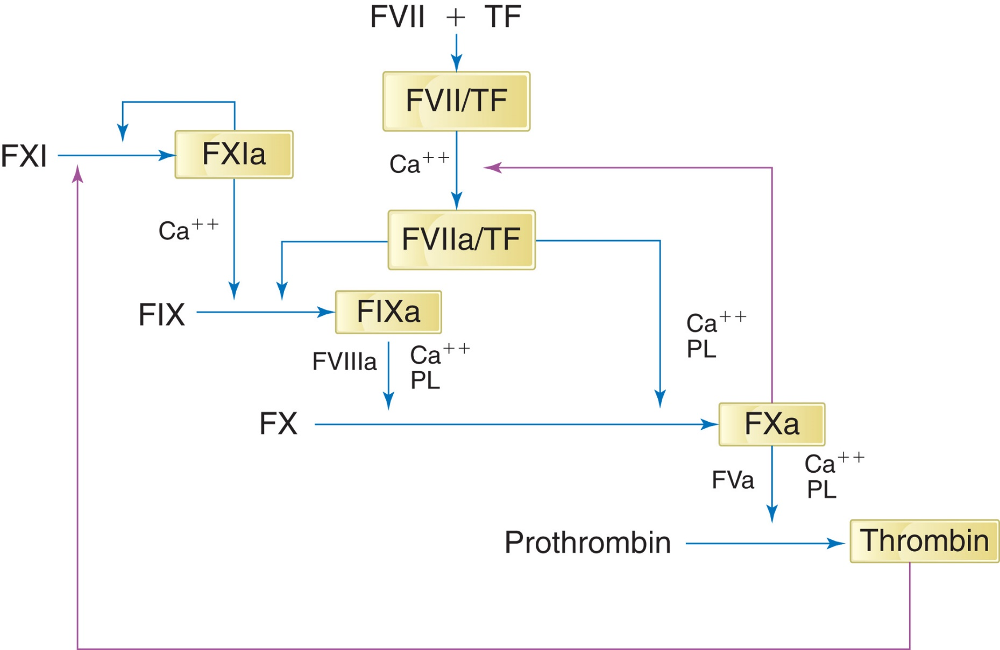 FVII + TF
FVII/TF
FXI
FXIa
Ca++
Ca++
FVIIa/TF
FIX
FIXa
Ca++
PL
FVIIIa
Ca++
PL
FX
FXa
FVa
Ca++
PL
Prothrombin
Thrombin